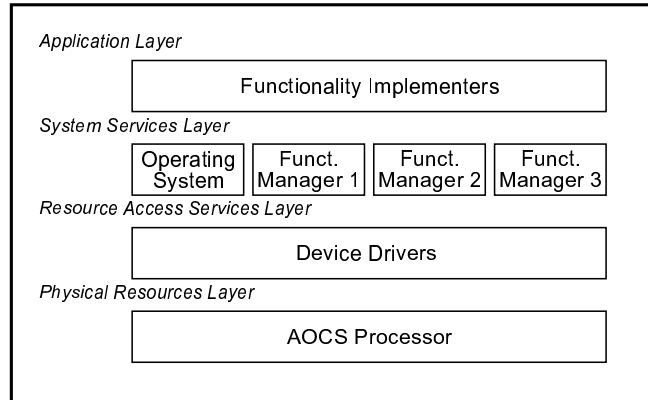 Application Layer
Functionality Implementers
System Services Layer
Operating System
Funct. Manager 1
Funct. Manager 2
Funct. Manager 3
Resource Access Services Layer
Device Drivers
Physical Resources Layer
AOCS Processor